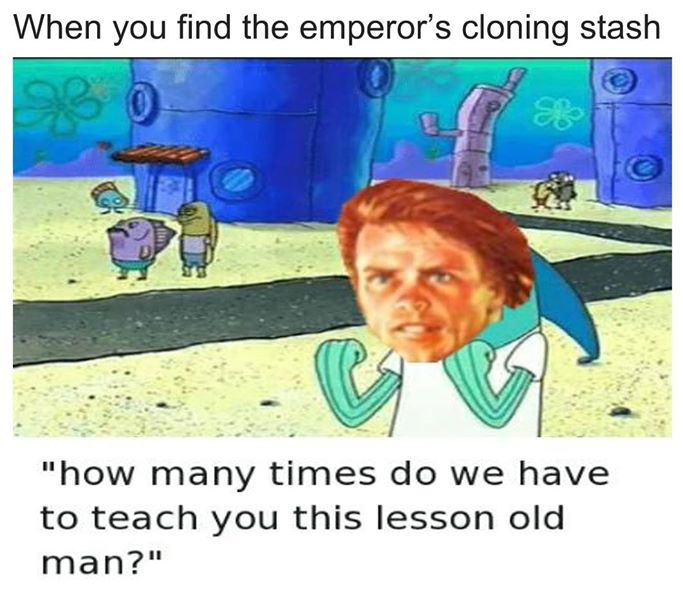 When you find the emperor’s cloning stash
"how many times do we have
to teach you this lesson old
man?"